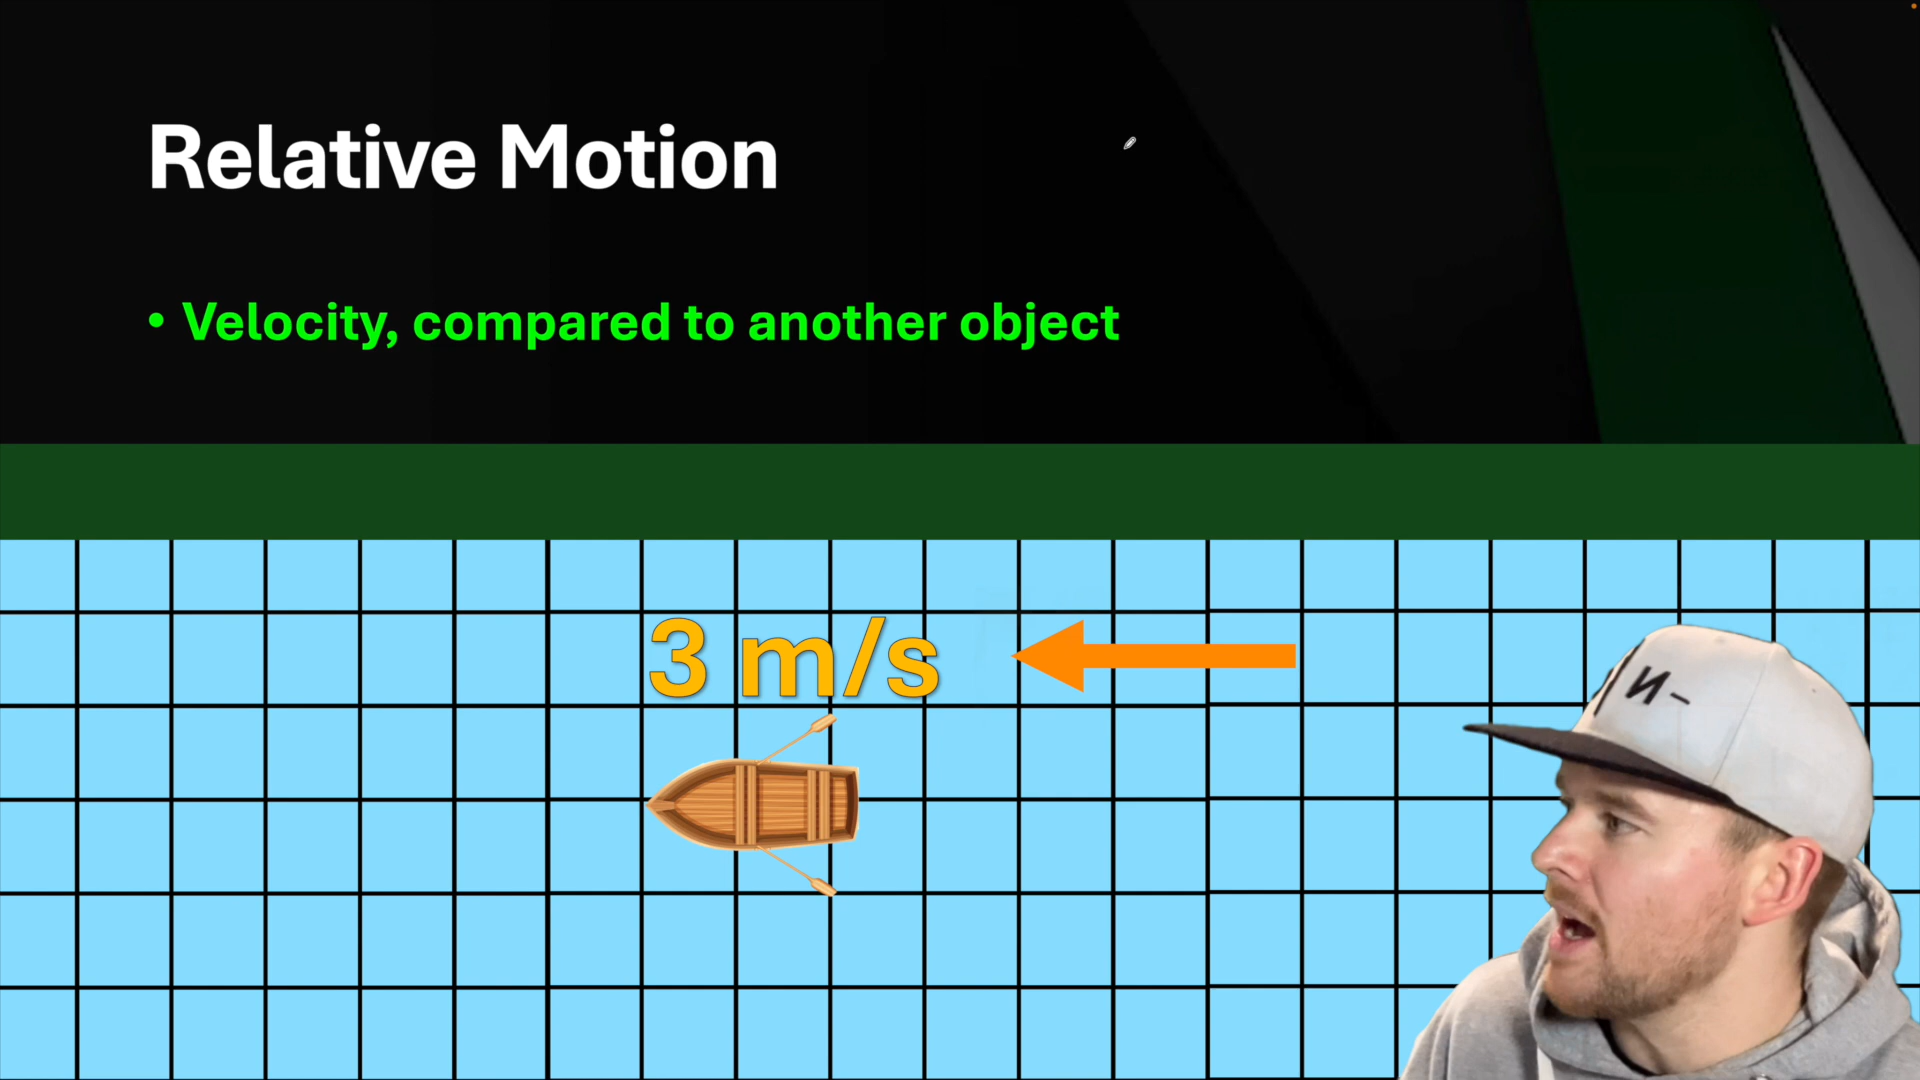 Relative Motion
• Velocity, compared to another object
3 m/s